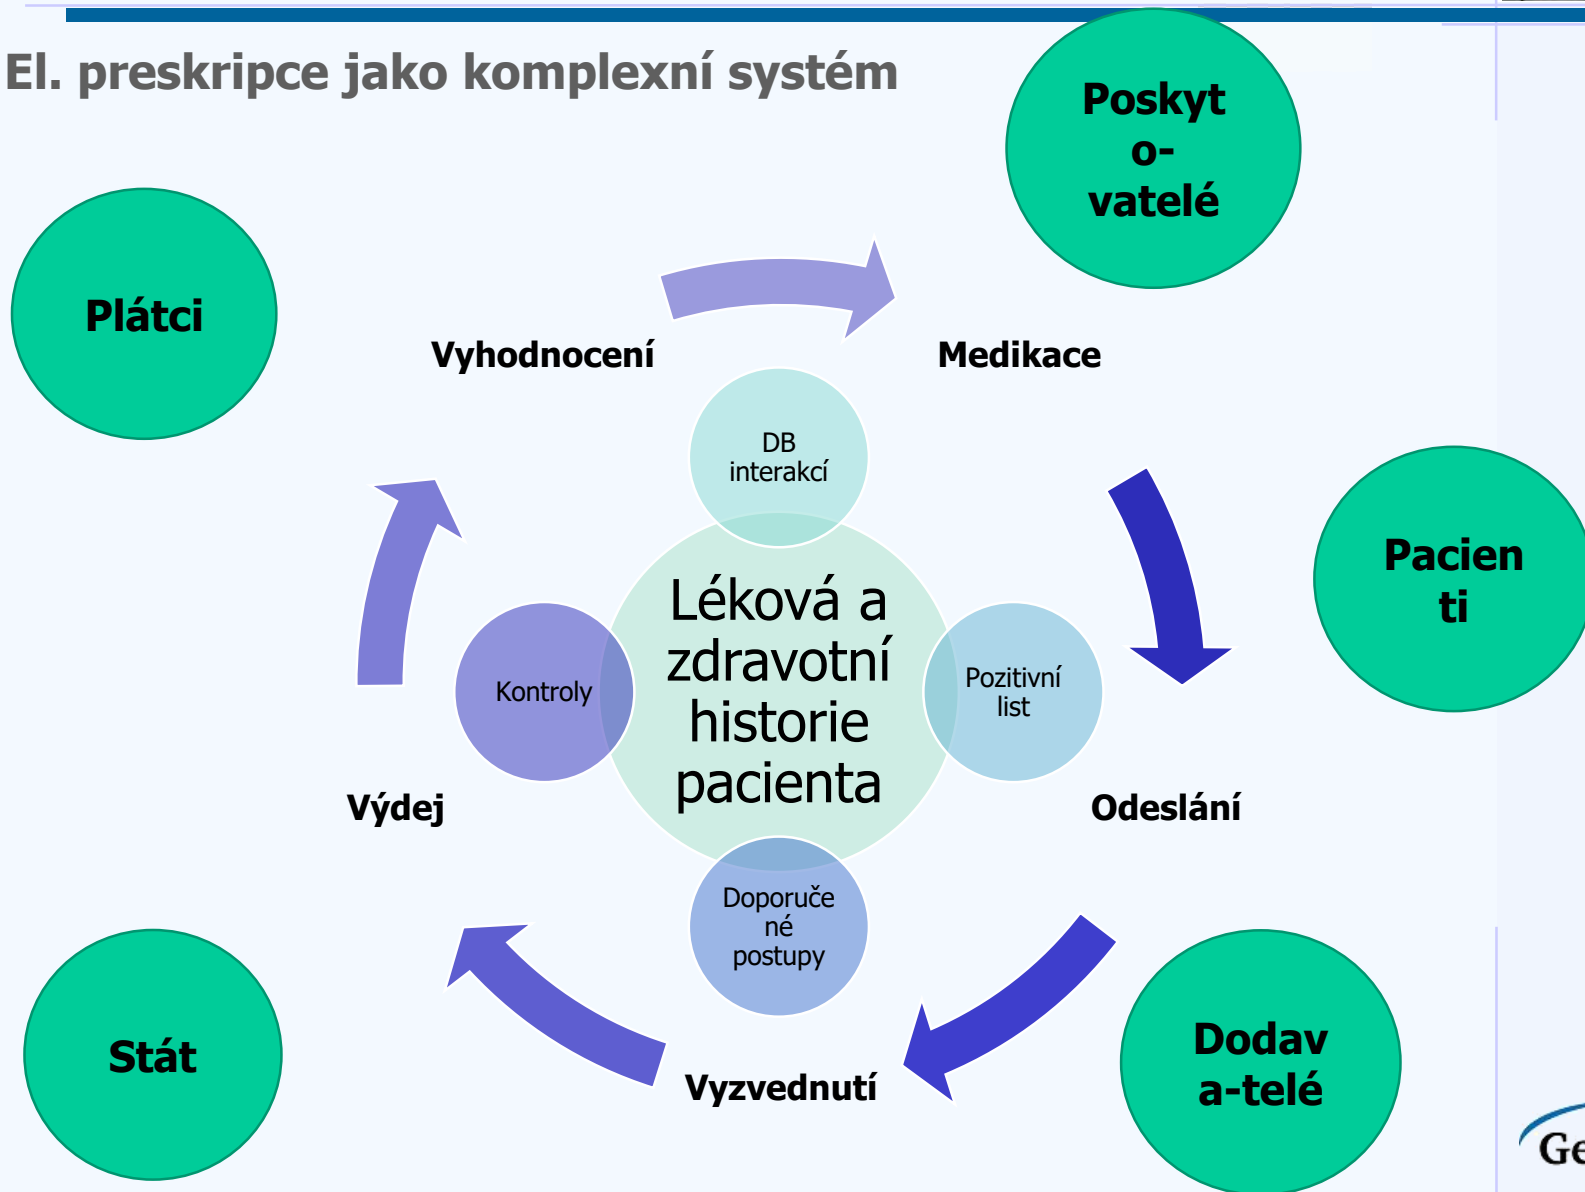 El. preskripce jako komplexní systém
Poskyt
o-
vatelé
Plátci
Vyhodnocení
Medikace
DB
interakcí
Pacien
ti
Léková a
zdravotní
historie
pacienta
Kontroly
Pozitivní
list
Výdej
Odeslání
Doporuče
né
postupy
Stát
Vyzvednutí
Dodav
a-telé
Ge